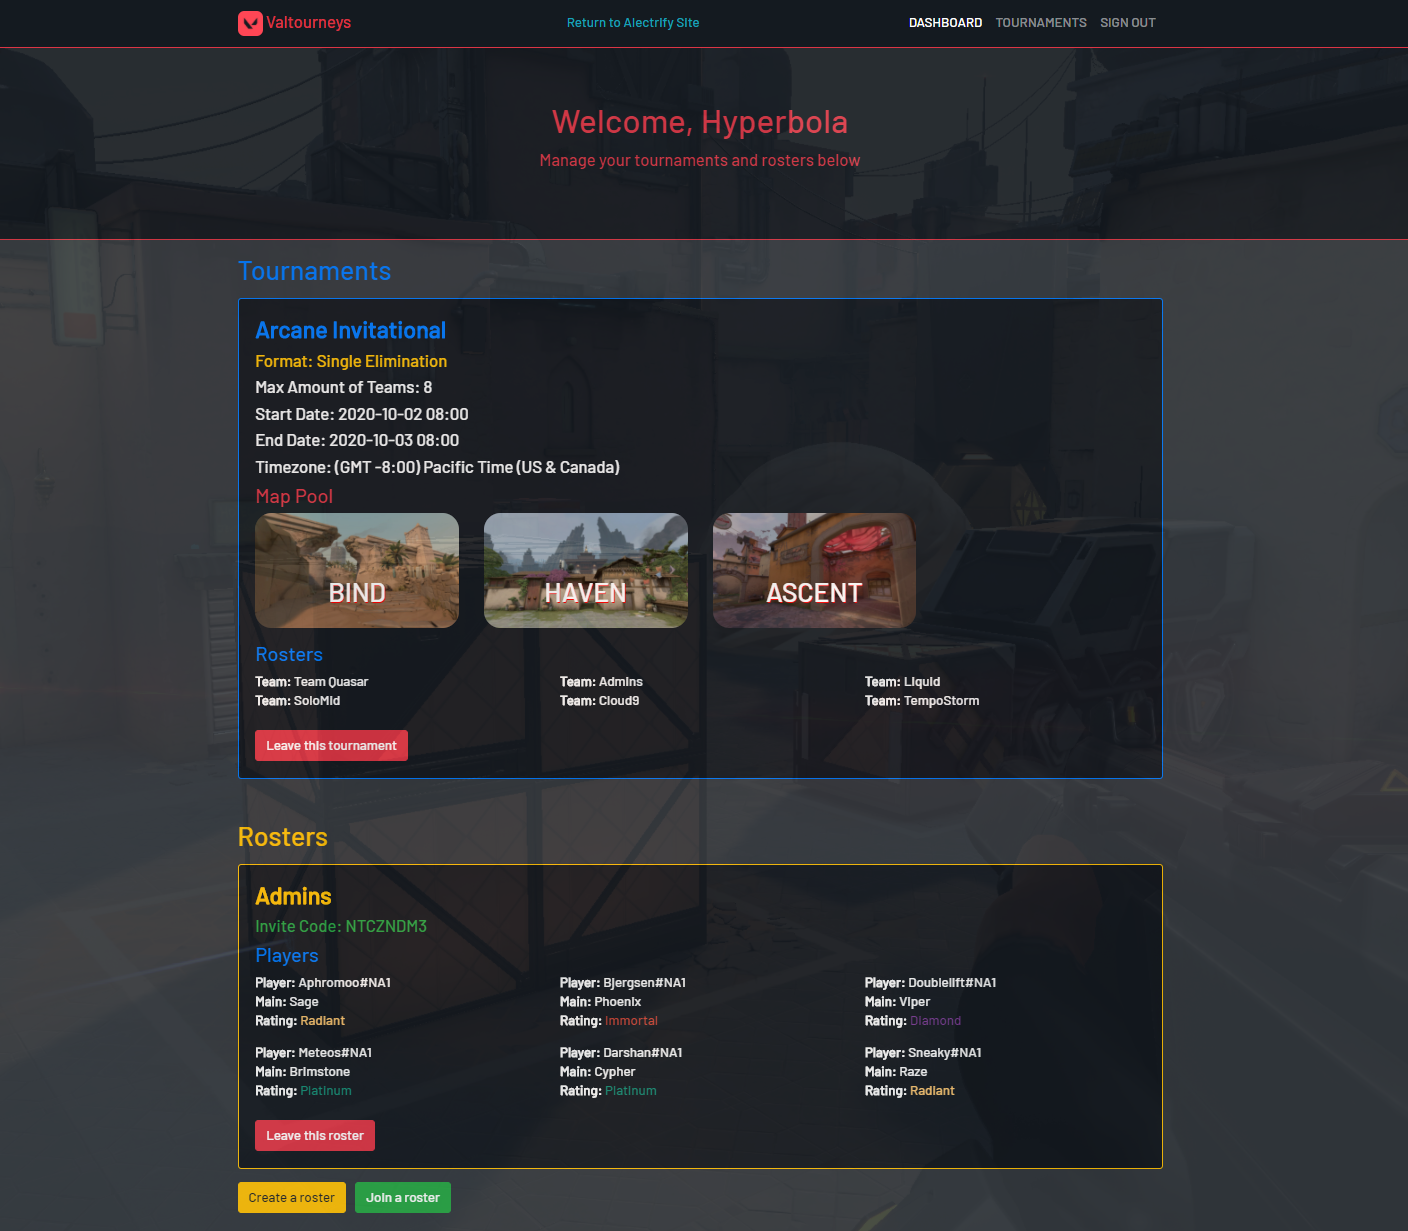 Valtourneys
Return to Alectrify Site
DASHBOARD TOURNAMENTS SIGN OUT
Welcome, Hyperbola
Manage your tournaments and rosters below
Tournaments
Arcane Invitational
Format: Single Elimination
Max Amount of Teams: 8
Start Date: 2020-10-02 08:00
End Date: 2020-10-03 08:00
Timezone: (GMT -8:00) Pacific Time (US & Canada)
Map Pool
BIND HAVEN ASCENT
Rosters
Team: Team Quasar Team: Admins Team: Liquid
Team: SoloMid Team: Cloud9 Team: TempoStorm
Leave this tournament
Rosters
Admins
Invite Code: NTCZNDM3
Players
Player: Aphromoo#NA1 Player: Bjergsen#NA1 Player: Doublelift#NA1
Main: Sage Main: Phoenix Main: Viper
Rating: Radiant Rating: Immortal Rating: Diamond
Player: Meteos#NA1 Player: Darshan#NA1 Player: Sneaky#NA1
Main: Brimstone Main: Cypher Main: Raze
Rating: Platinum Rating: Platinum Rating: Radiant
Leave this roster
Create a roster Join a roster